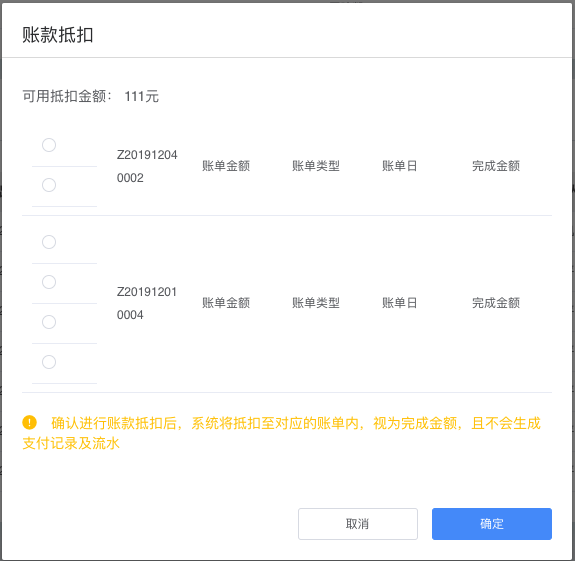 账款抵扣
可用抵扣金额： 111元
Z20191204
0002
账单金额 账单类型 账单日 完成金额
Z20191201
0004
账单金额 账单类型 账单日 完成金额
确认进行账款抵扣后，系统将抵扣至对应的账单内，视为完成金额，且不会生成
支付记录及流水
取消 确定